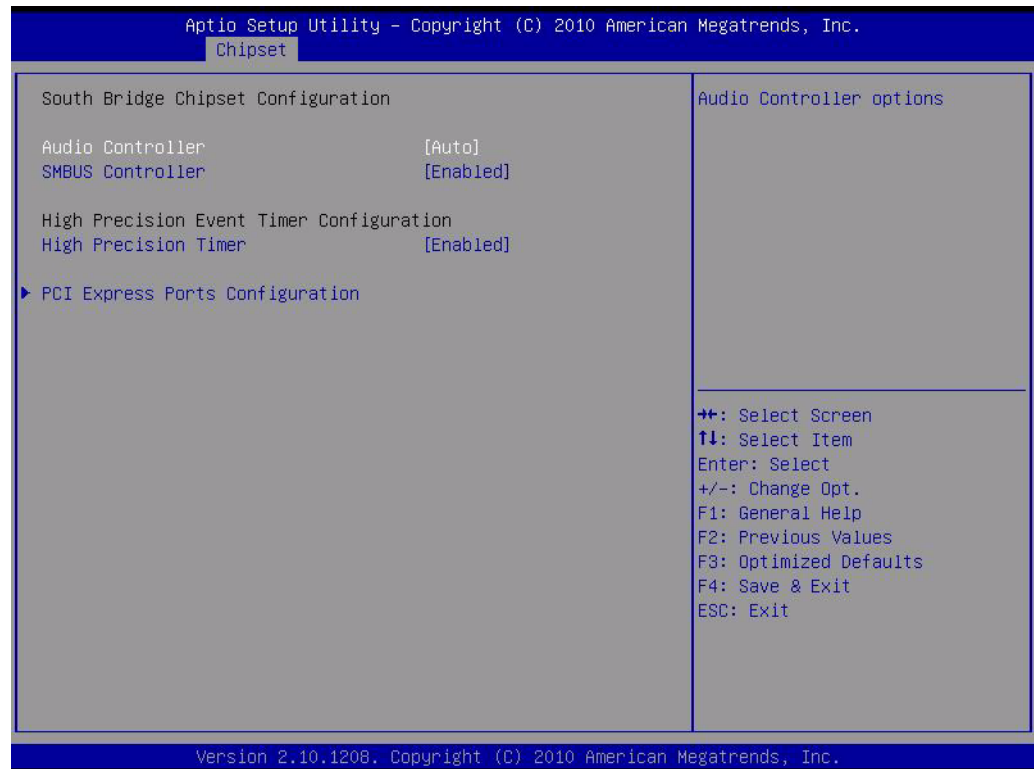 Aptio Setup Utility – Copyright (C) 2010 American Megatrends, Inc.
Chipset
South Bridge Chipset Configuration
Audio Controller [Auto]
SMBUS Controller [Enabled]
High Precision Event Timer Configuration
High Precision Timer [Enabled]
▶ PCI Express Ports Configuration
Audio Controller options
→←: Select Screen
↑↓: Select Item
Enter: Select
+/-: Change Opt.
F1: General Help
F2: Previous Values
F3: Optimized Defaults
F4: Save & Exit
ESC: Exit
Version 2.10.1208. Copyright (C) 2010 American Megatrends, Inc.